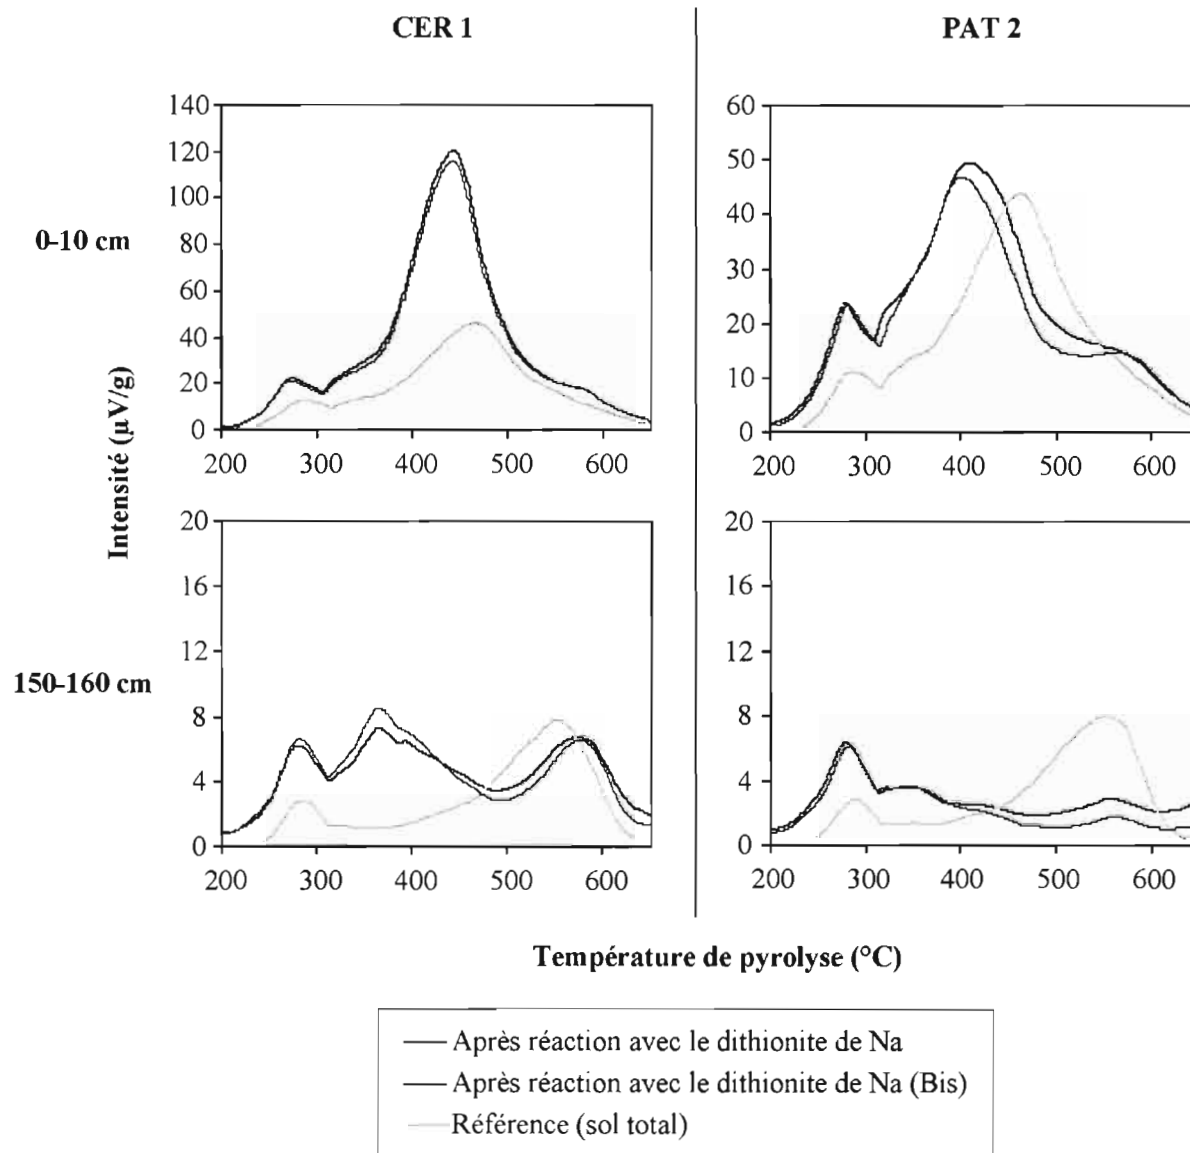 CER 1
PAT 2
0-10 cm
150-160 cm
Intensité (µV/g)
140
120
100
80
60
40
20
0
200 300 400 500 600
60
50
40
30
20
10
0
200 300 400 500 600
20
16
12
8
4
0
200 300 400 500 600
20
16
12
8
4
0
200 300 400 500 600
Température de pyrolyse (°C)
Après réaction avec le dithionite de Na
Après réaction avec le dithionite de Na (Bis)
Référence (sol total)